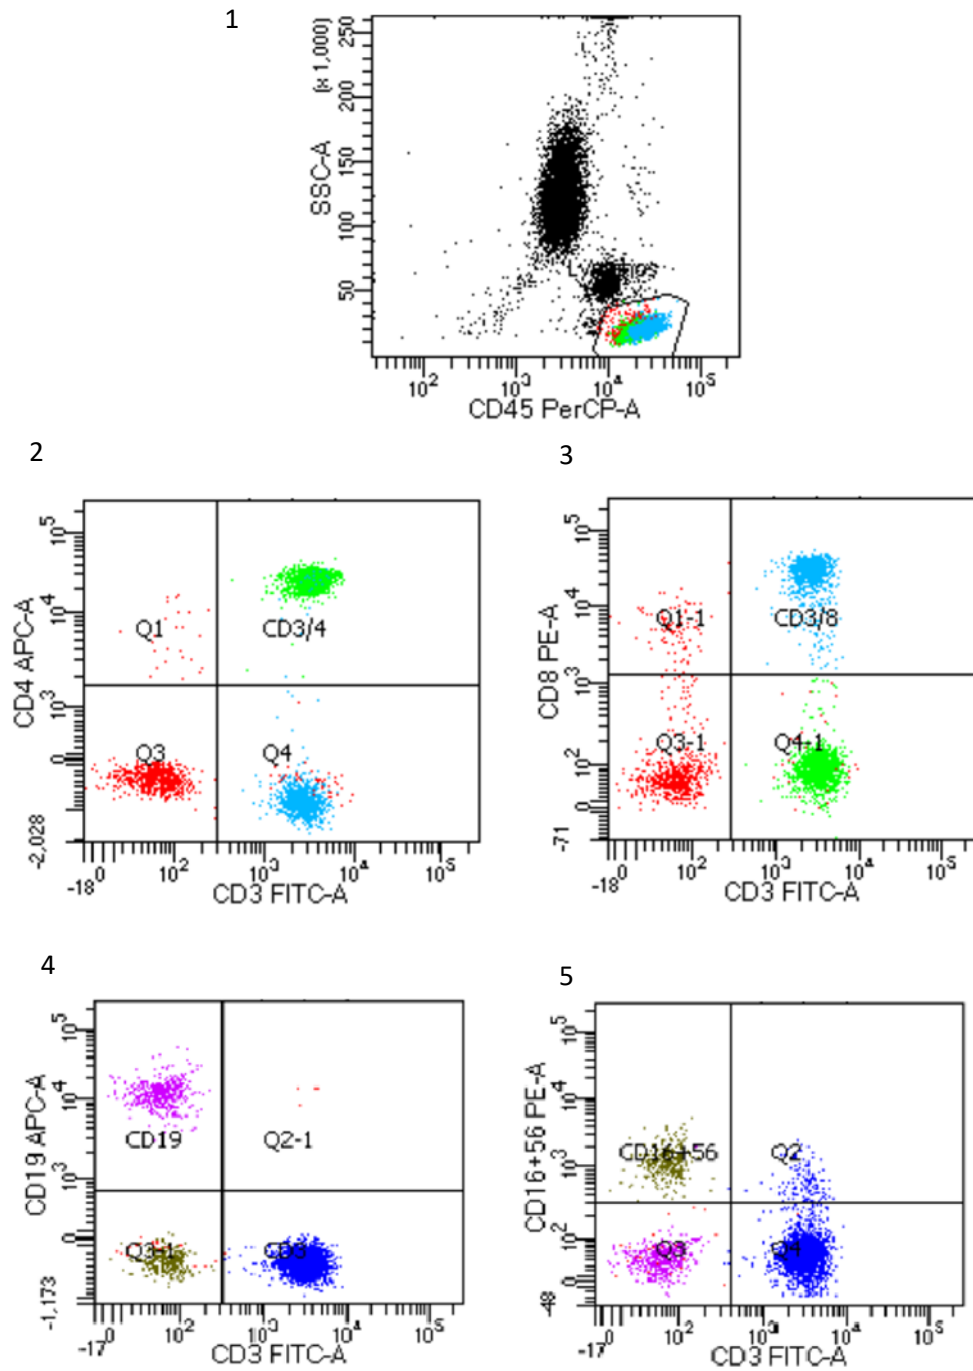 1
(x 1,000)
SSC-A
250
200
150
100
50
10^2
10^3
10^4
10^5
CD45 PerCP-A
2
CD4 APC-A
10^5
10^4
10^3
0
-2,028
Q1
CD3/4
Q3
Q4
-18
0
10^2
10^3
10^4
10^5
CD3 FITC-A
3
CD8 PE-A
10^5
10^4
10^3
10^2
0
-71
Q1-1
CD3/8
Q3-1
Q4-1
-18
0
10^2
10^3
10^4
10^5
CD3 FITC-A
4
CD19 APC-A
10^5
10^4
10^3
0
-1,173
CD19
Q2-1
Q3-1
CD3
-17
0
10^2
10^3
10^4
10^5
CD3 FITC-A
5
CD16+56 PE-A
10^5
10^4
10^3
10^2
0
-48
CD16+56
Q2
Q3
Q4
-17
0
10^2
10^3
10^4
10^5
CD3 FITC-A